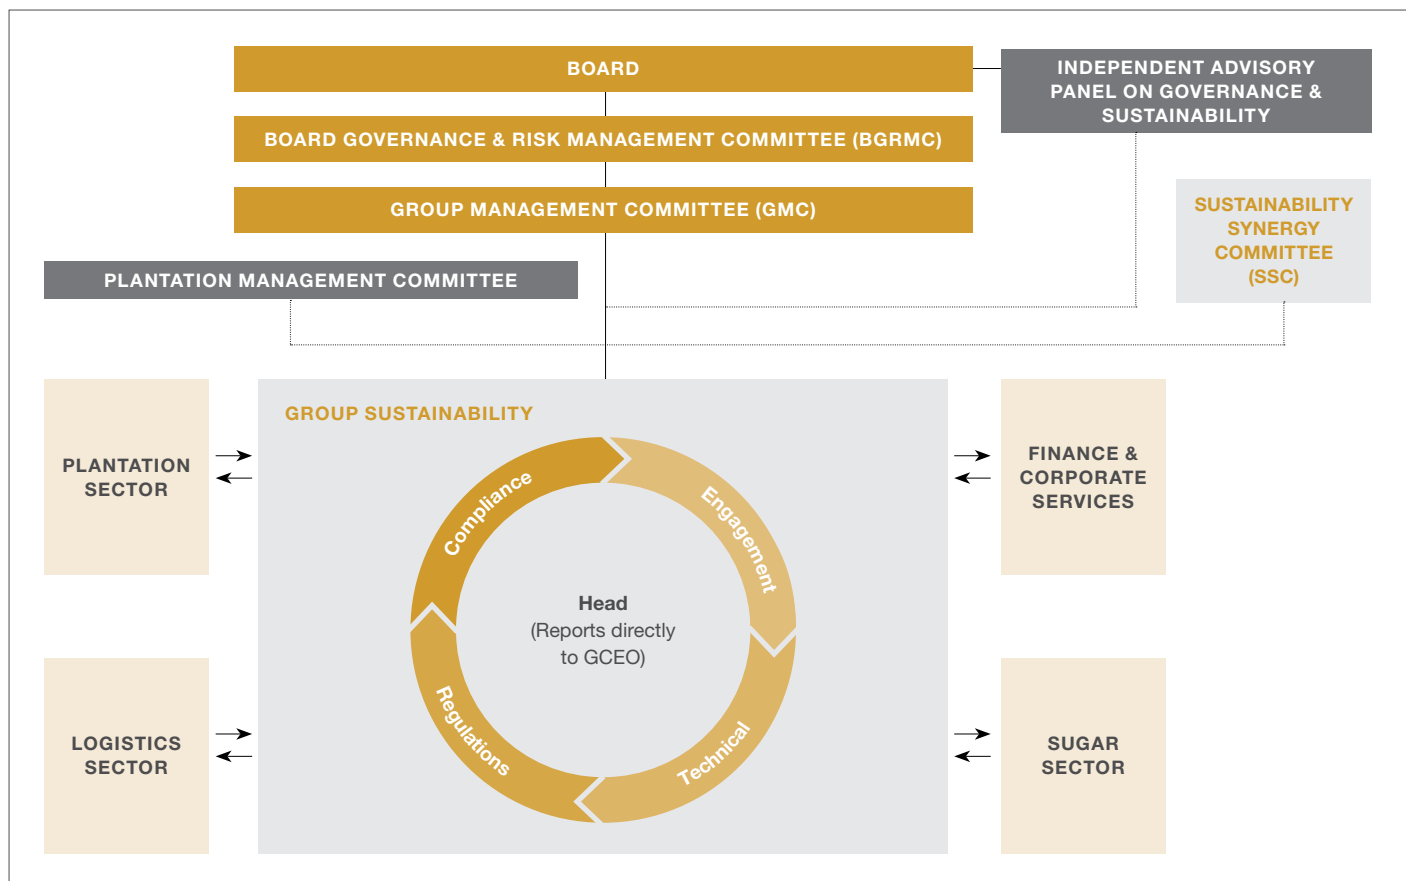 BOARD
INDEPENDENT ADVISORY
PANEL ON GOVERNANCE &
SUSTAINABILITY
BOARD GOVERNANCE & RISK MANAGEMENT COMMITTEE (BGRMC)
GROUP MANAGEMENT COMMITTEE (GMC)
SUSTAINABILITY
SYNERGY
COMMITTEE
(SSC)
PLANTATION MANAGEMENT COMMITTEE
GROUP SUSTAINABILITY
PLANTATION
SECTOR
FINANCE &
CORPORATE
SERVICES
Compliance
Engagement
Head
(Reports directly
to GCEO)
Regulations
Technical
LOGISTICS
SECTOR
SUGAR
SECTOR